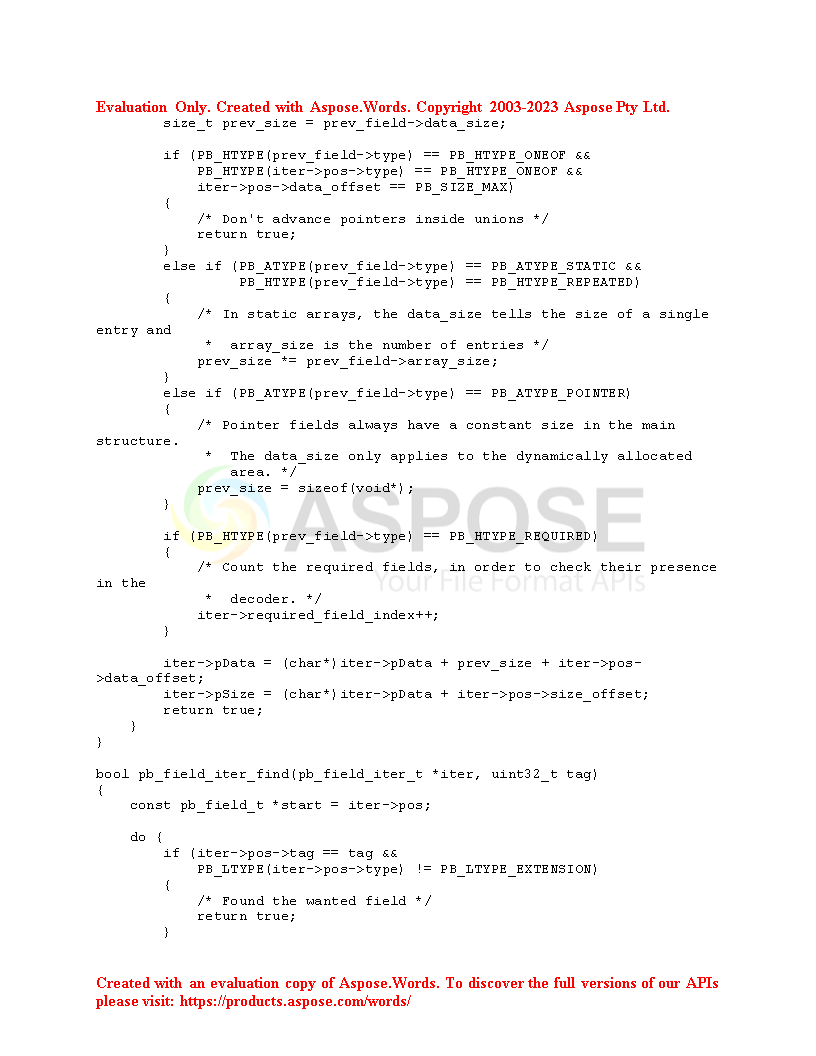 Evaluation Only. Created with Aspose.Words. Copyright 2003-2023 Aspose Pty Ltd.
        size_t prev_size = prev_field->data_size;

        if (PB_HTYPE(prev_field->type) == PB_HTYPE_ONEOF &&
            PB_HTYPE(iter->pos->type) == PB_HTYPE_ONEOF &&
            iter->pos->data_offset == PB_SIZE_MAX)
        {
            /* Don't advance pointers inside unions */
            return true;
        }
        else if (PB_ATYPE(prev_field->type) == PB_ATYPE_STATIC &&
                 PB_HTYPE(prev_field->type) == PB_HTYPE_REPEATED)
        {
            /* In static arrays, the data_size tells the size of a single
entry and
             *  array_size is the number of entries */
            prev_size *= prev_field->array_size;
        }
        else if (PB_ATYPE(prev_field->type) == PB_ATYPE_POINTER)
        {
            /* Pointer fields always have a constant size in the main
structure.
             *  The data_size only applies to the dynamically allocated
                area. */
            prev_size = sizeof(void*);
        }
ASPOSE
        if (PB_HTYPE(prev_field->type) == PB_HTYPE_REQUIRED)
        {
            /* Count the required fields, in order to check their presence
in the
Your File Format APIs
             *  decoder. */
            iter->required_field_index++;
        }

        iter->pData = (char*)iter->pData + prev_size + iter->pos-
>data_offset;
        iter->pSize = (char*)iter->pData + iter->pos->size_offset;
        return true;
    }
}

bool pb_field_iter_find(pb_field_iter_t *iter, uint32_t tag)
{
    const pb_field_t *start = iter->pos;

    do {
        if (iter->pos->tag == tag &&
            PB_LTYPE(iter->pos->type) != PB_LTYPE_EXTENSION)
        {
            /* Found the wanted field */
            return true;
        }

Created with an evaluation copy of Aspose.Words. To discover the full versions of our APIs
please visit: https://products.aspose.com/words/